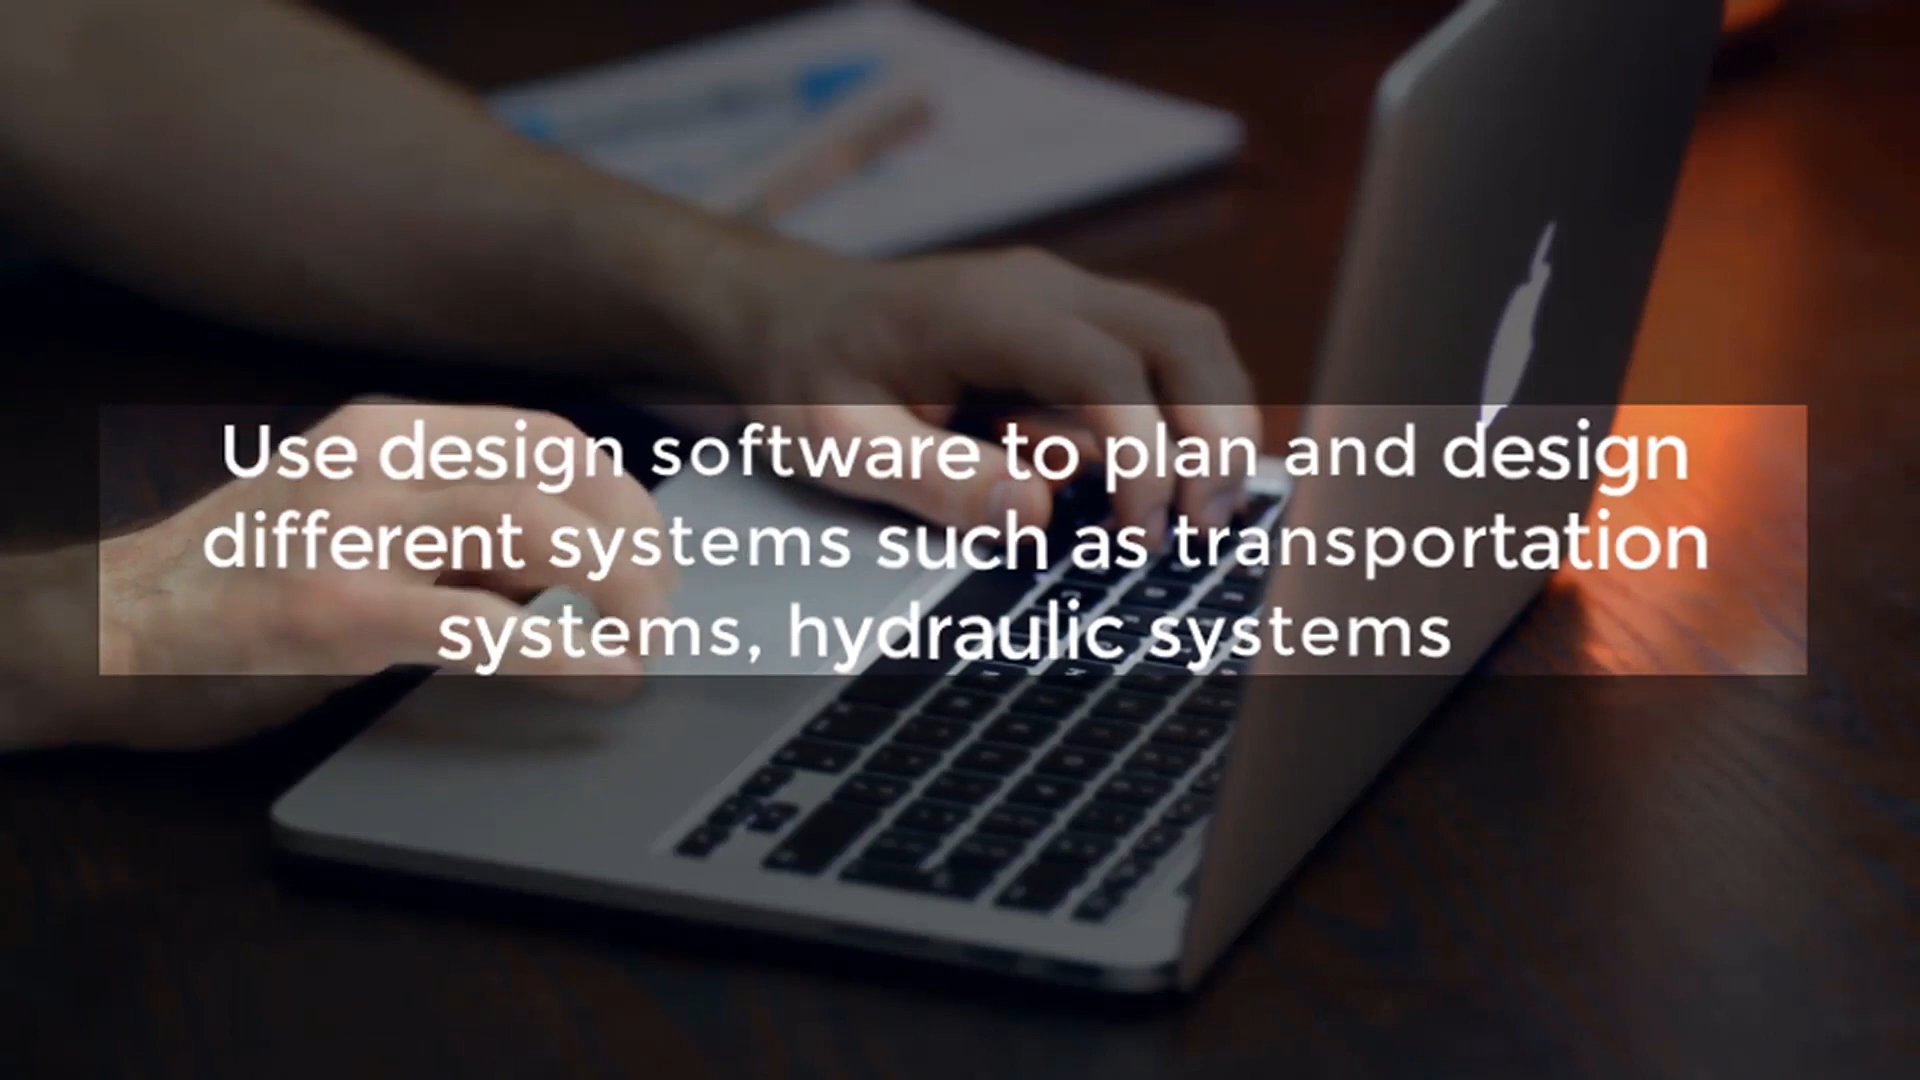 Use design software to plan and design
different systems such as transportation
systems, hydraulic systems